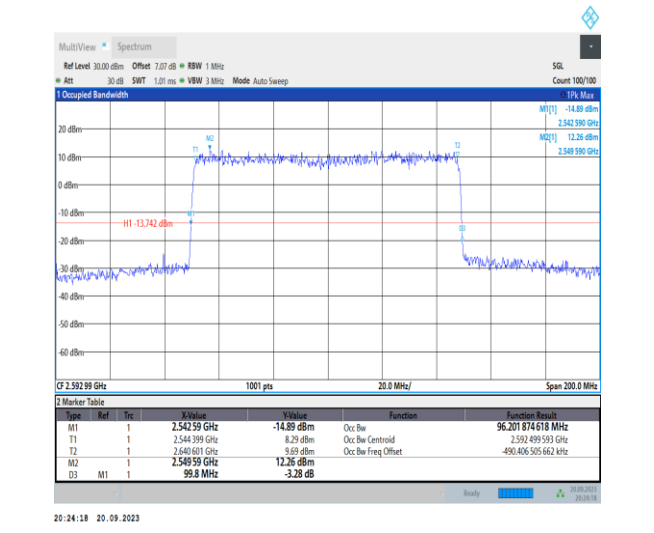 MultiView Spectrum
Ref Level 30.00 dBm Offset 7.07 dB RBW 1 MHz SGL
Att 30 dB SWT 1.01 ms VBW 3 MHz Mode Auto Sweep Count 100/100
1 Occupied Bandwidth 1Pk Max
M1[1] -14.89 dBm
2.542 590 GHz
M2[1] 12.26 dBm
2.549 590 GHz
20 dBm
M2
T1
T2
10 dBm
0 dBm
-10 dBm
M1
H1 -13.742 dBm
D3
-20 dBm
-30 dBm
-40 dBm
-50 dBm
-60 dBm
CF 2.592 99 GHz 1001 pts 20.0 MHz/ Span 200.0 MHz
2 Marker Table
Type Ref Trc X-Value Y-Value Function Function Result
M1 1 2.542 59 GHz -14.89 dBm Occ Bw 96.201 874 618 MHz
T1 1 2.544 399 GHz 8.29 dBm Occ Bw Centroid 2.592 499 593 GHz
T2 1 2.640 601 GHz 9.69 dBm Occ Bw Freq Offset -490.406 505 662 kHz
M2 1 2.549 59 GHz 12.26 dBm
D3 M1 1 99.8 MHz -3.28 dB
Ready 20.09.2023
20:24:18
20:24:18 20.09.2023